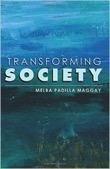 TRANSFORMING
SOCIETY
MELBA PADILLA MAGGAY